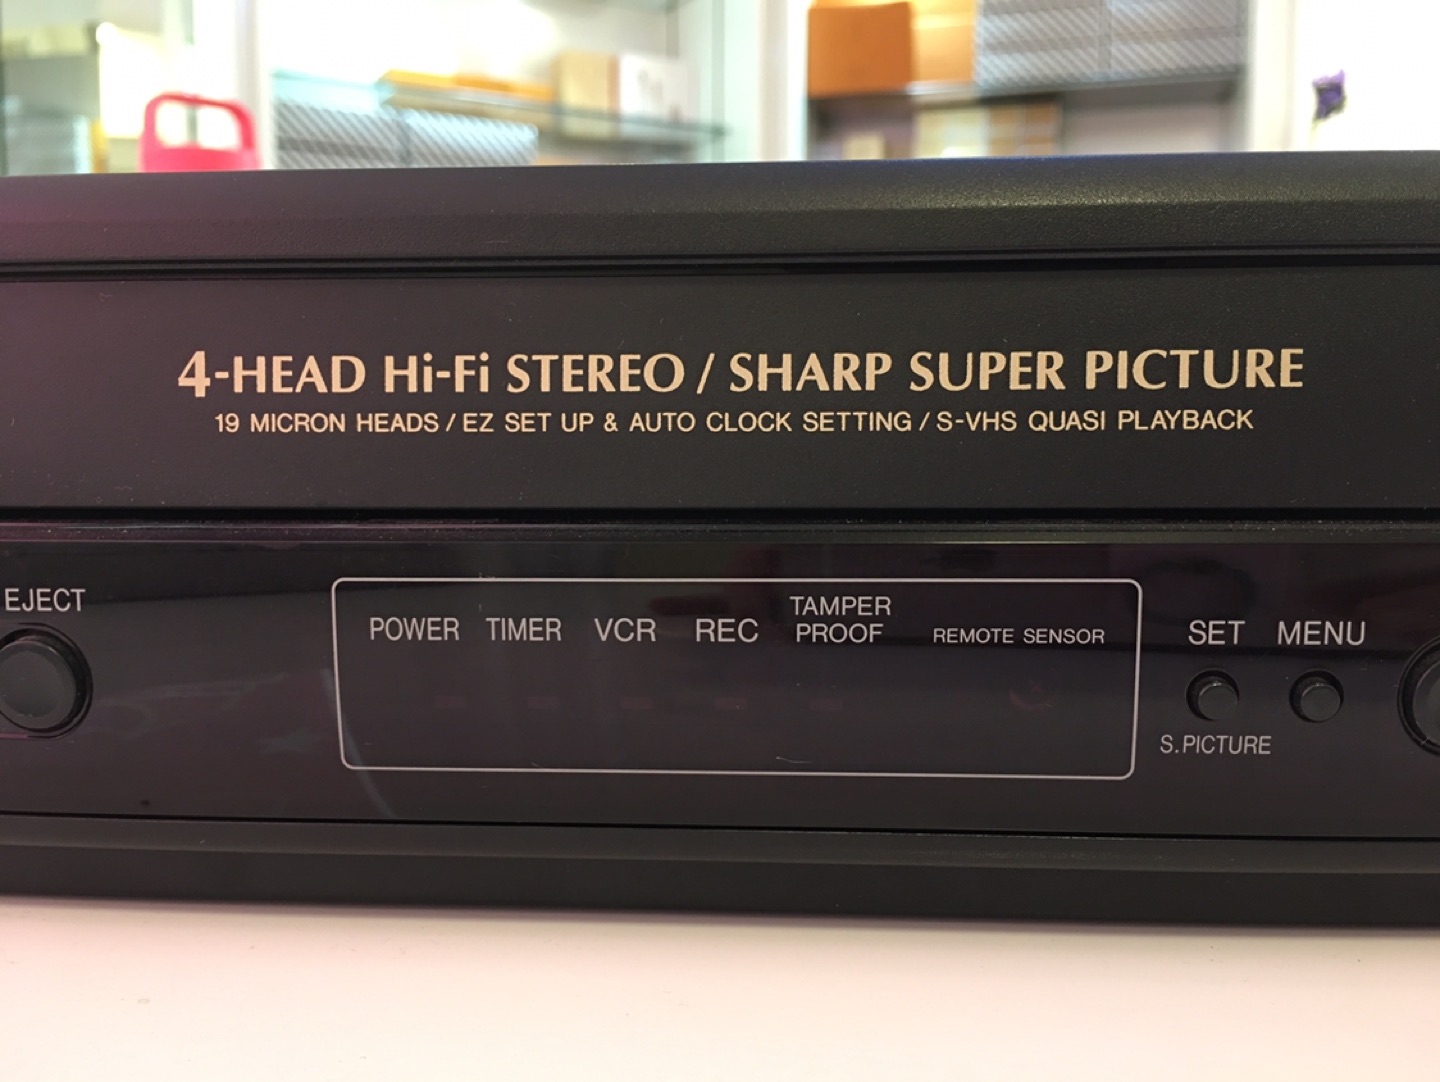 4-HEAD Hi-Fi STEREO / SHARP SUPER PICTURE
19 MICRON HEADS / EZ SET UP & AUTO CLOCK SETTING / S-VHS QUASI PLAYBACK
EJECT
POWER TIMER VCR REC TAMPER PROOF REMOTE SENSOR
SET MENU
S.PICTURE